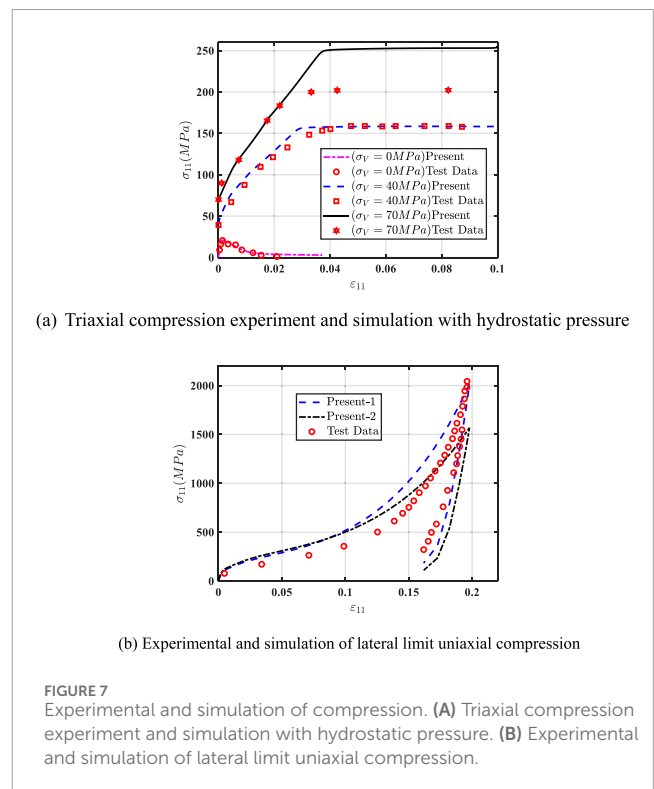 250
200
150
100
50
0
σ11(MPa)
(σV = 0MPa)Present
(σV = 0MPa)Test Data
(σV = 40MPa)Present
(σV = 40MPa)Test Data
(σV = 70MPa)Present
(σV = 70MPa)Test Data
0 0.02 0.04 0.06 0.08 0.1
ε11
(a) Triaxial compression experiment and simulation with hydrostatic pressure
2000
1500
1000
500
0
σ11(MPa)
Present-1
Present-2
Test Data
0 0.05 0.1 0.15 0.2
ε11
(b) Experimental and simulation of lateral limit uniaxial compression
FIGURE 7
Experimental and simulation of compression. (A) Triaxial compression
experiment and simulation with hydrostatic pressure. (B) Experimental
and simulation of lateral limit uniaxial compression.